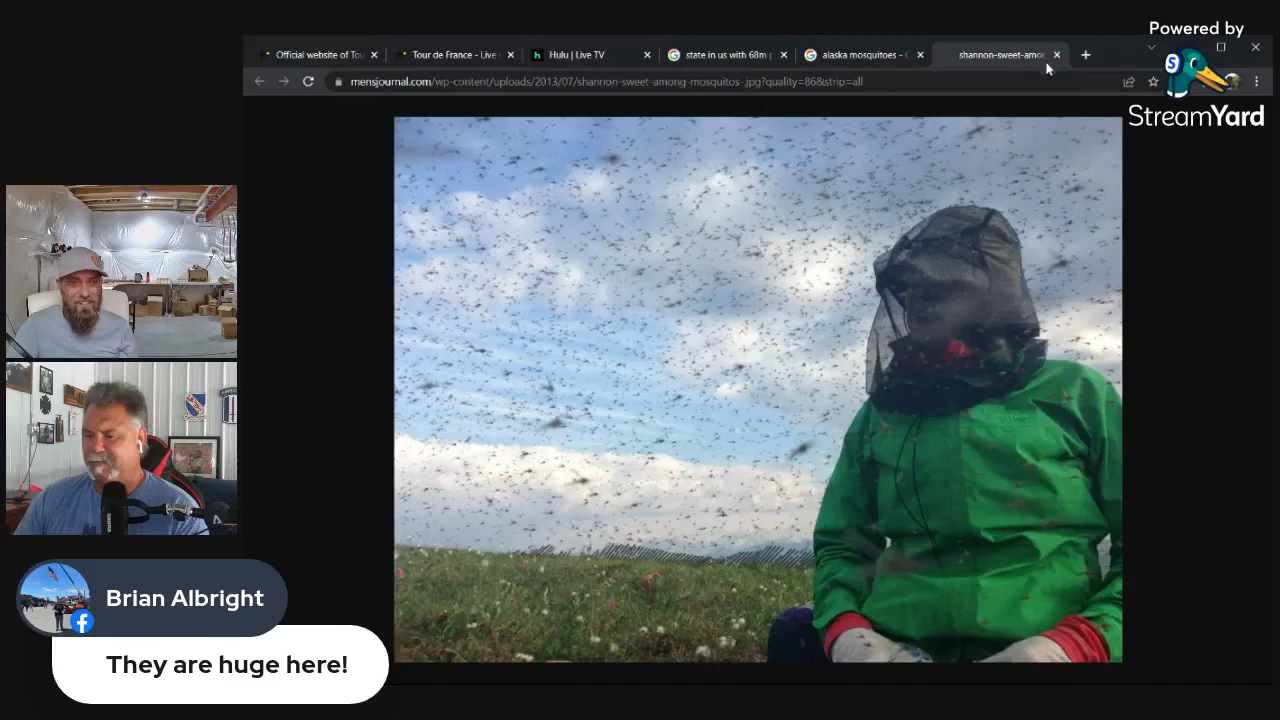 Powered by
StreamYard
Official website of Tou
Tour de France - Live
Hulu | Live TV
state in us with 68m p
alaska mosquitoes - G
shannon-sweet-amor
mensjournal.com/wp-content/uploads/2013/07/shannon-sweet-among-mosquitos-.jpg?quality=86&strip=all
Brian Albright
They are huge here!